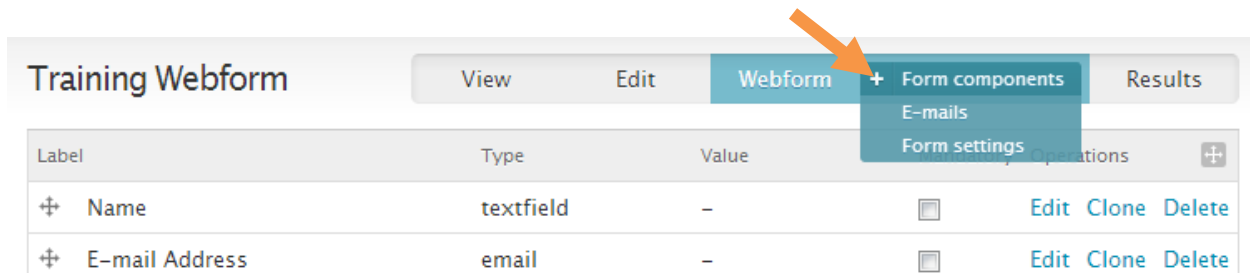 Training Webform View Edit Webform + Form components Results
E-mails
Form settings
Label Type Value Mandatory Operations
Name textfield – Edit Clone Delete
E-mail Address email – Edit Clone Delete